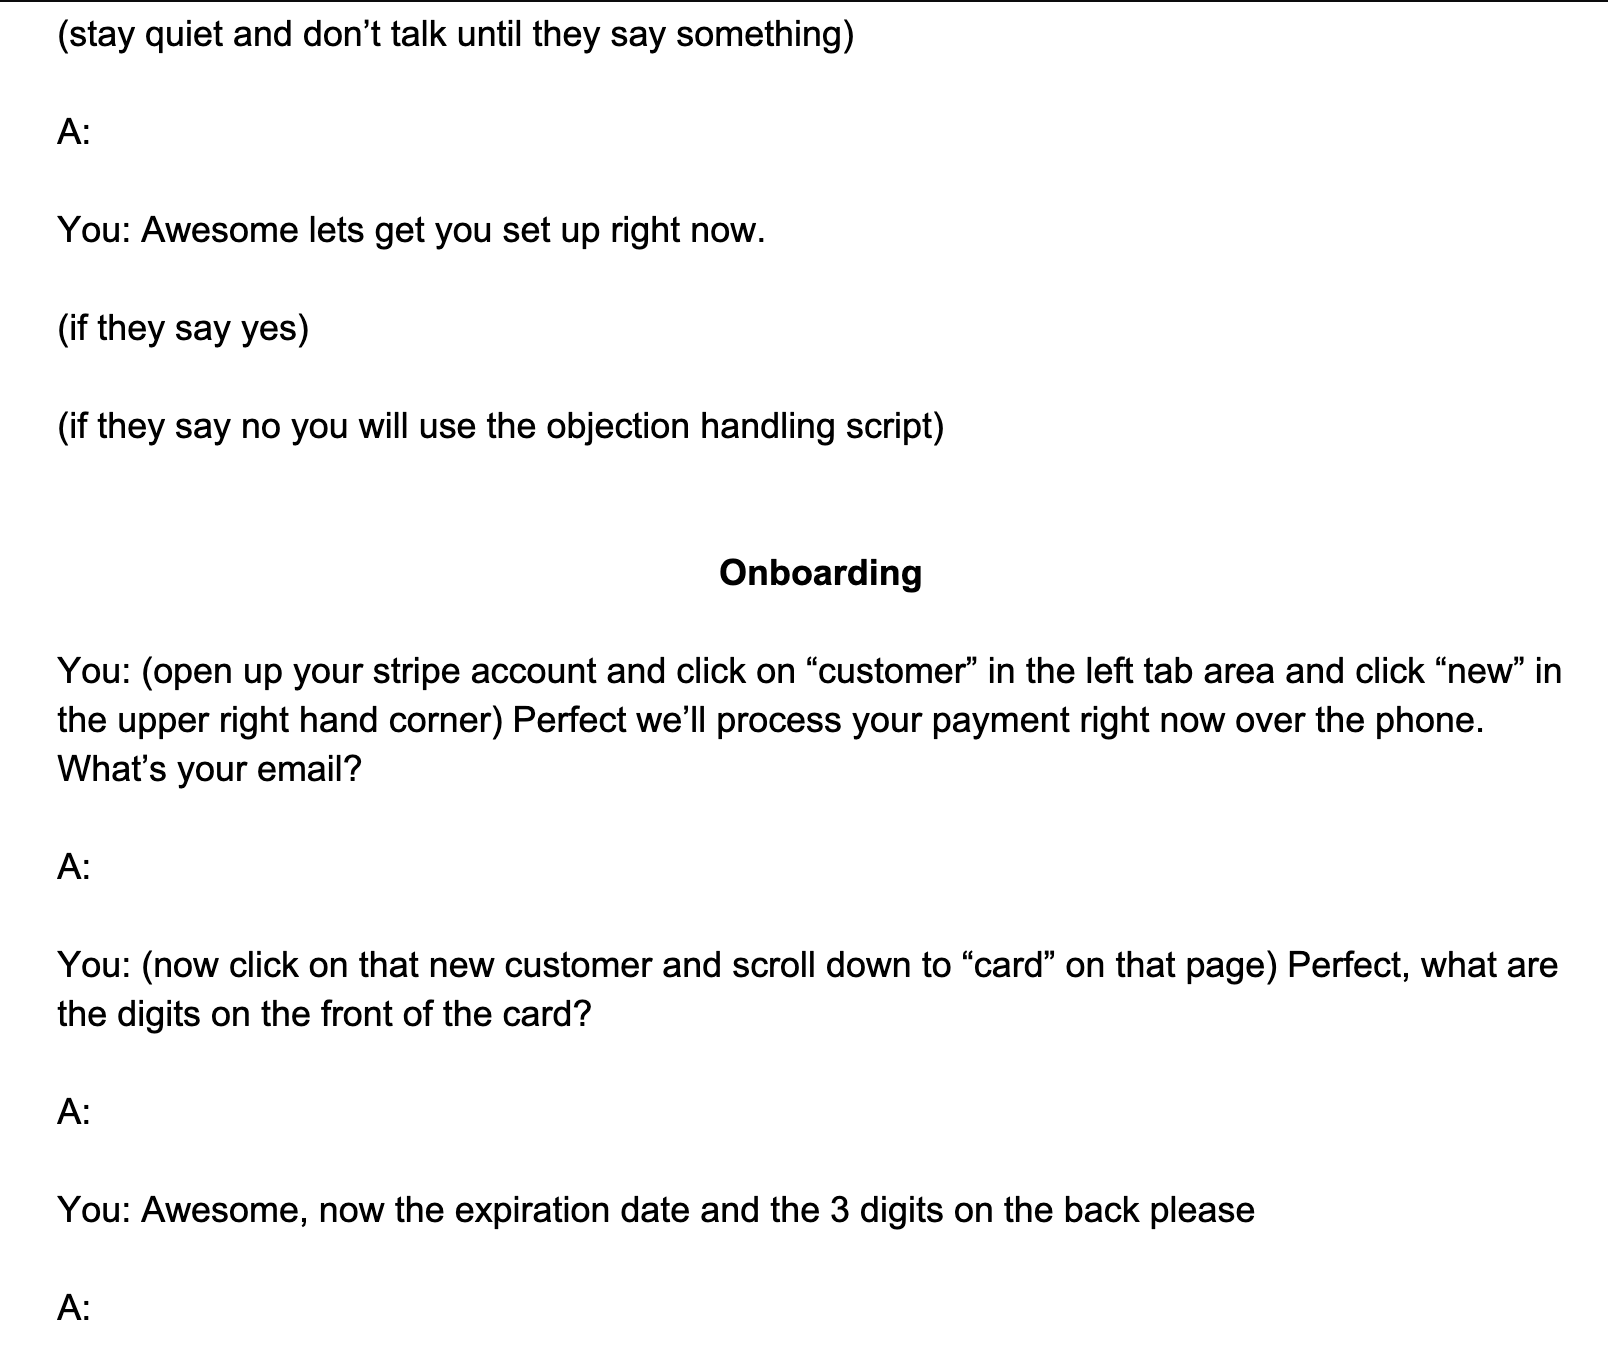 (stay quiet and don’t talk until they say something)
A:
You: Awesome lets get you set up right now.
(if they say yes)
(if they say no you will use the objection handling script)
Onboarding
You: (open up your stripe account and click on “customer” in the left tab area and click “new” in
the upper right hand corner) Perfect we’ll process your payment right now over the phone.
What’s your email?
A:
You: (now click on that new customer and scroll down to “card” on that page) Perfect, what are
the digits on the front of the card?
A:
You: Awesome, now the expiration date and the 3 digits on the back please
A: